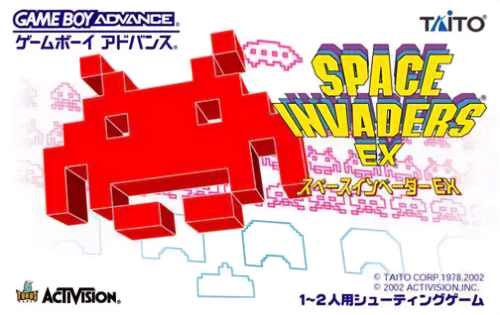 GAME BOY ADVANCE
ゲームボーイ アドバンス®
TAITO®
SPACE
INVADERS®
EX
スペースインベーダーEX
© TAITO CORP.1978,2002
© 2002 ACTIVISION,INC.
ACTIVISION®
1~2人用シューティングゲーム